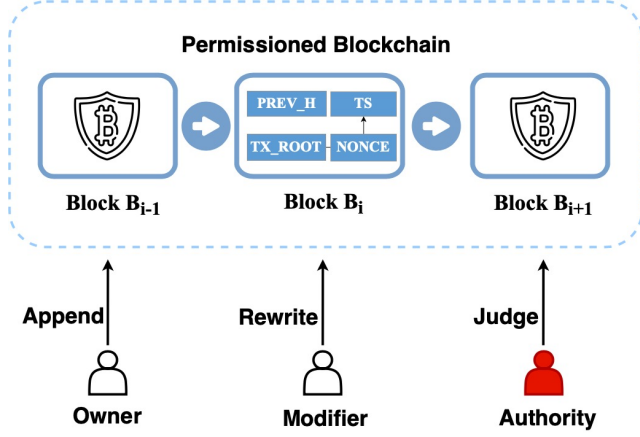 Permissioned Blockchain
PREV_H TS
TX_ROOT NONCE
Block Bi-1 Block Bi Block Bi+1
Append Rewrite Judge
Owner Modifier Authority